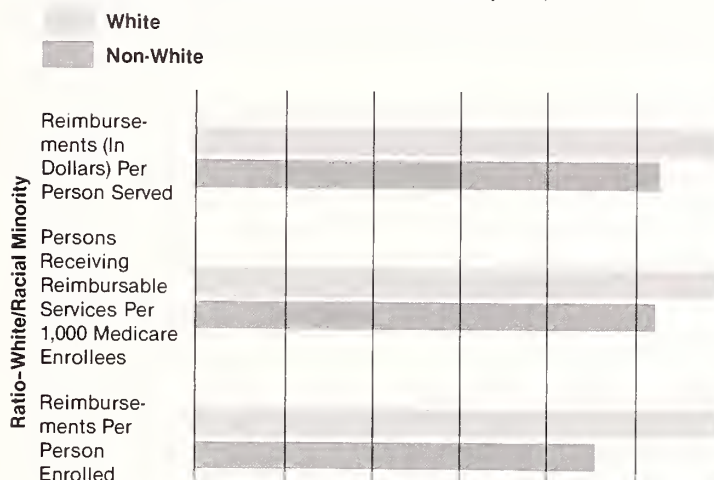 White
Non-White
Ratio-White/Racial Minority
Reimburse-
ments (In
Dollars) Per
Person Served
Persons
Receiving
Reimbursable
Services Per
1,000 Medicare
Enrollees
Reimburse-
ments Per
Person
Enrolled